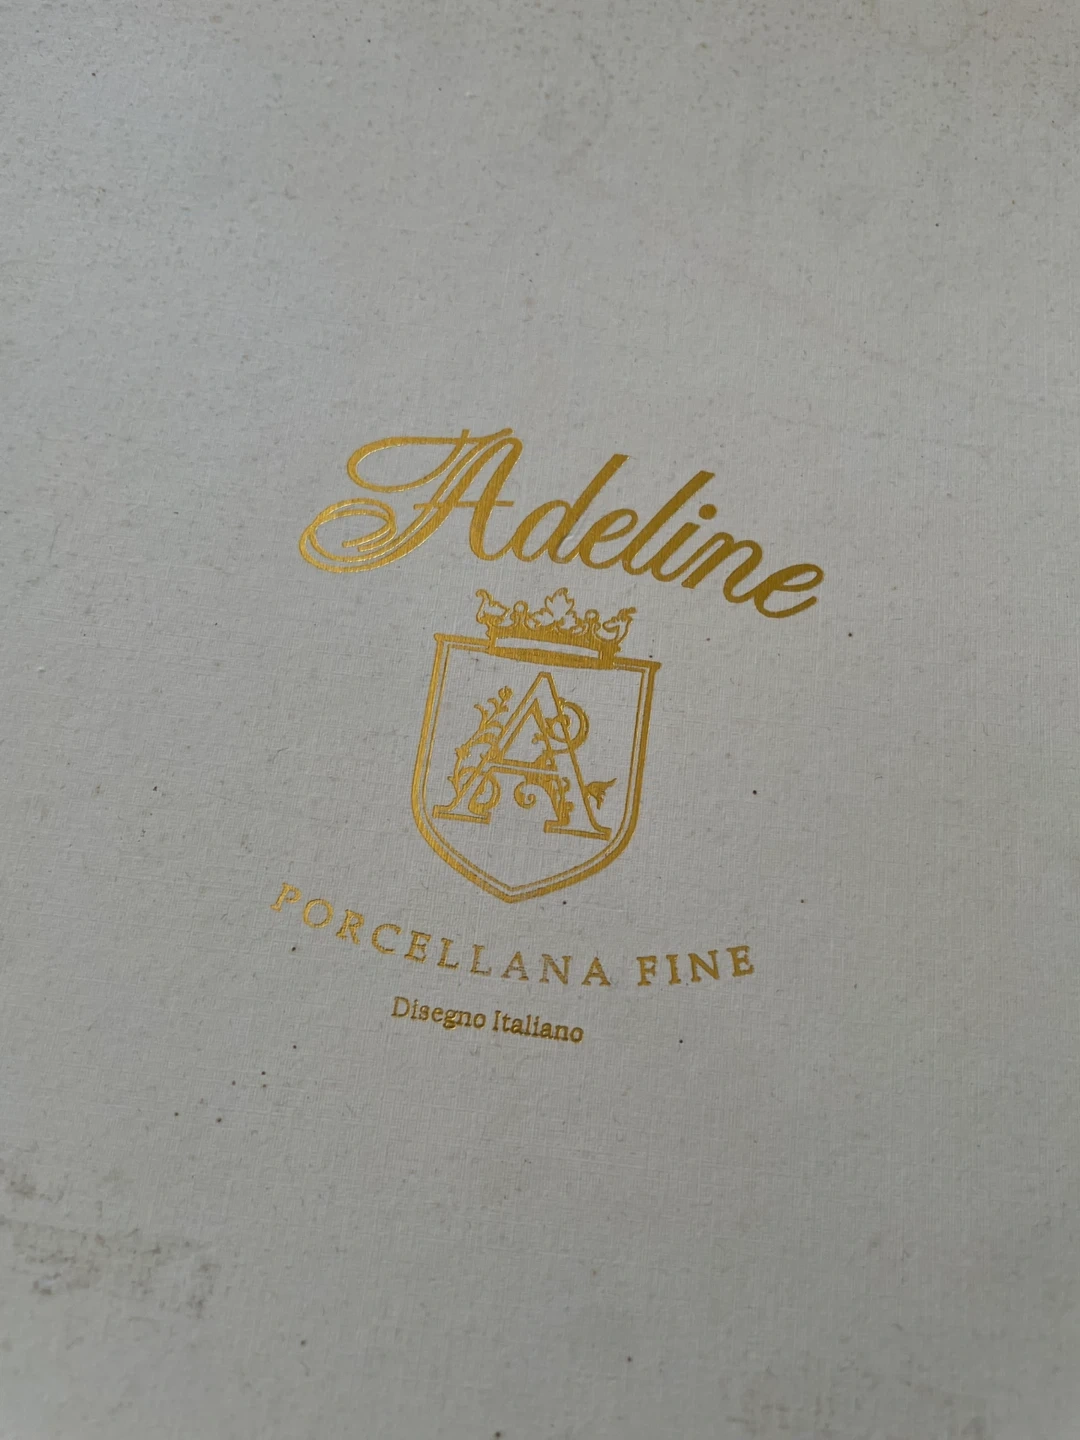 Adeline
A
PORCELLANA FINE
Disegno Italiano